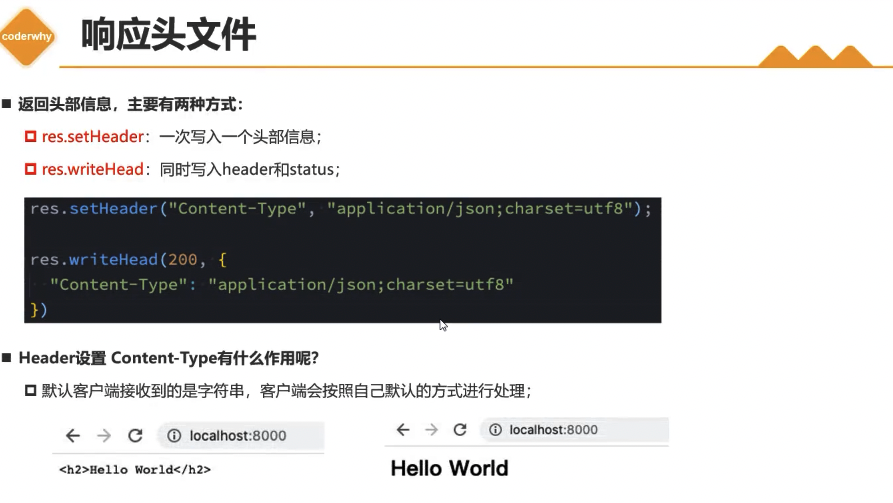 coderwhy
响应头文件
返回头部信息，主要有两种方式：
res.setHeader：一次写入一个头部信息；
res.writeHead：同时写入header和status；
res.setHeader("Content-Type", "application/json;charset=utf8");
res.writeHead(200, {
"Content-Type": "application/json;charset=utf8"
})
Header设置 Content-Type有什么作用呢？
默认客户端接收到的是字符串，客户端会按照自己默认的方式进行处理；
localhost:8000
<h2>Hello World</h2>
localhost:8000
Hello World